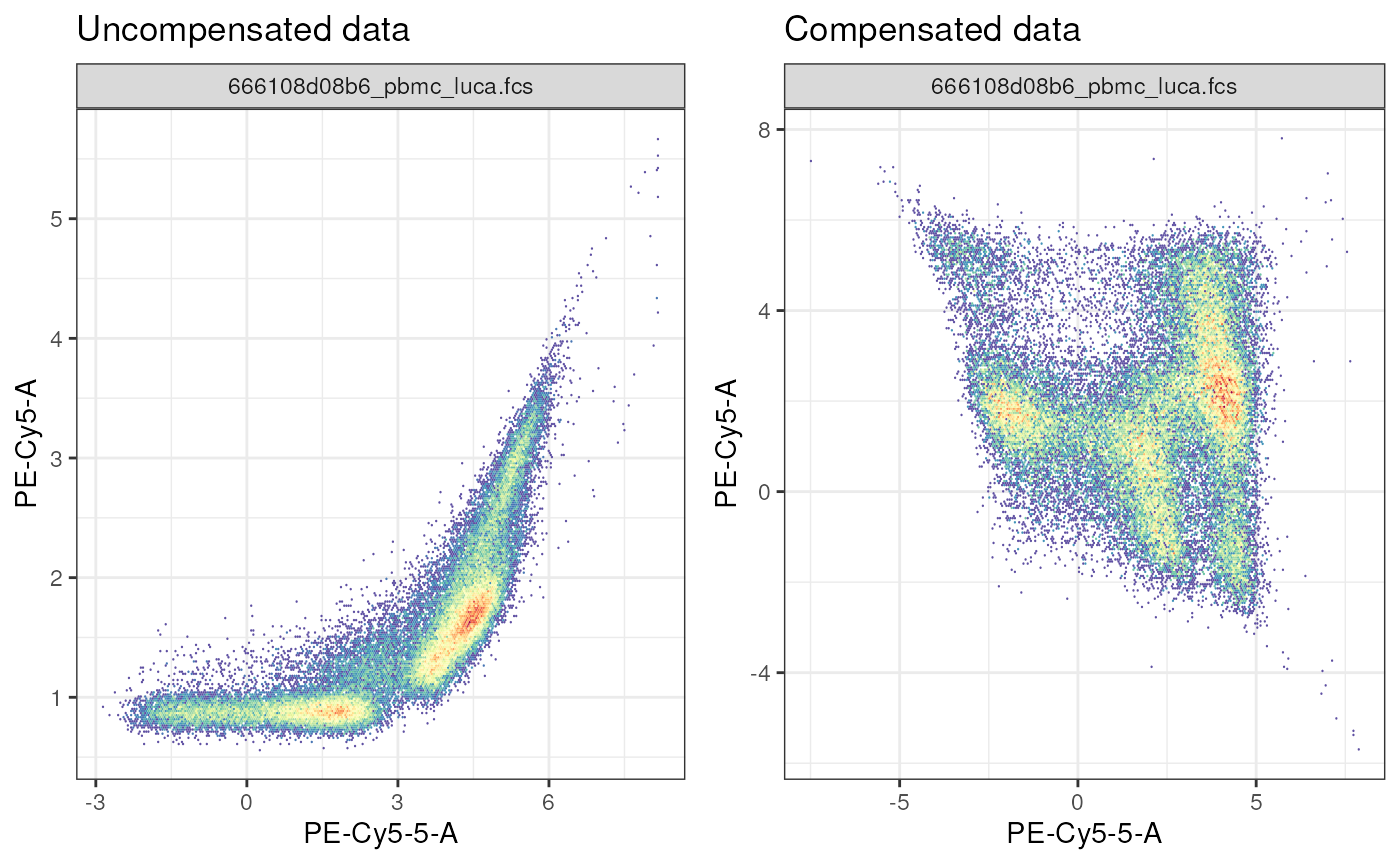 Uncompensated data
666108d08b6_pbmc_luca.fcs
5
4
3
2
1
PE-Cy5-A
-3 0 3 6
PE-Cy5-5-A
Compensated data
666108d08b6_pbmc_luca.fcs
8
4
0
-4
PE-Cy5-A
-5 0 5
PE-Cy5-5-A